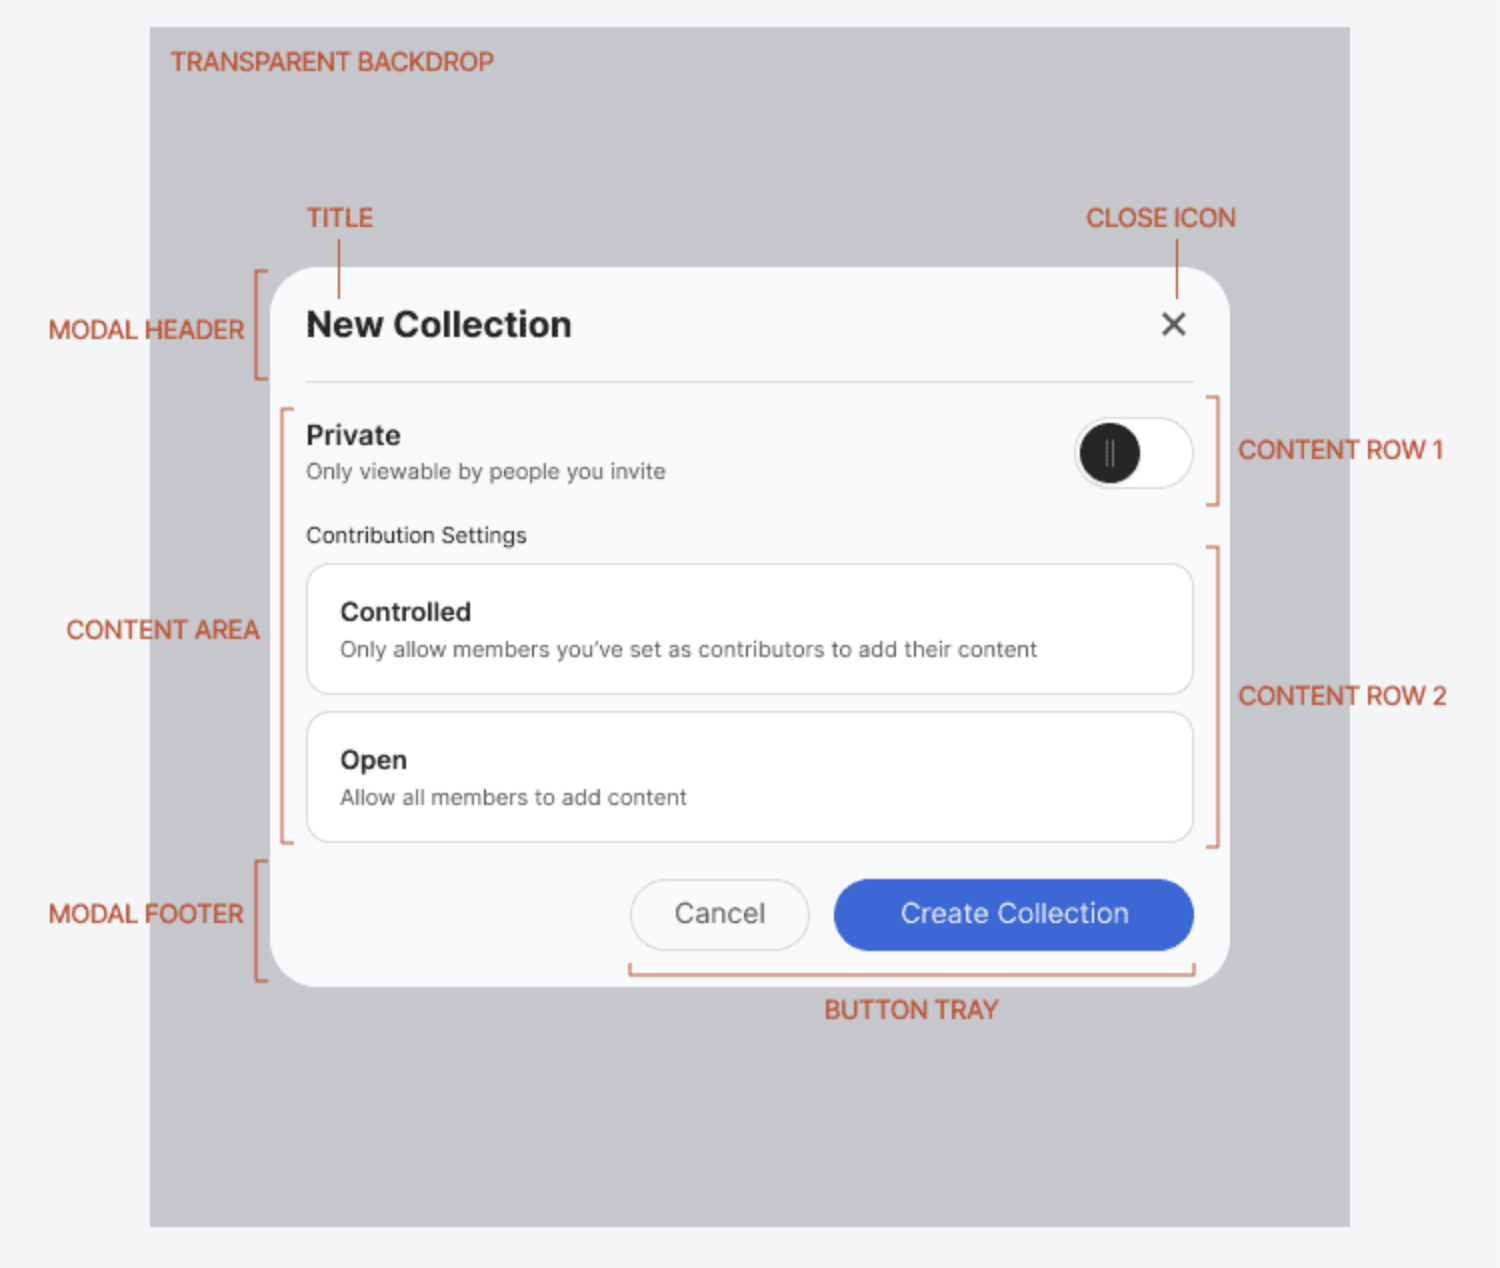 TRANSPARENT BACKDROP
TITLE
CLOSE ICON
MODAL HEADER
New Collection
Private
Only viewable by people you invite
CONTENT ROW 1
Contribution Settings
CONTENT AREA
Controlled
Only allow members you’ve set as contributors to add their content
CONTENT ROW 2
Open
Allow all members to add content
MODAL FOOTER
Cancel
Create Collection
BUTTON TRAY